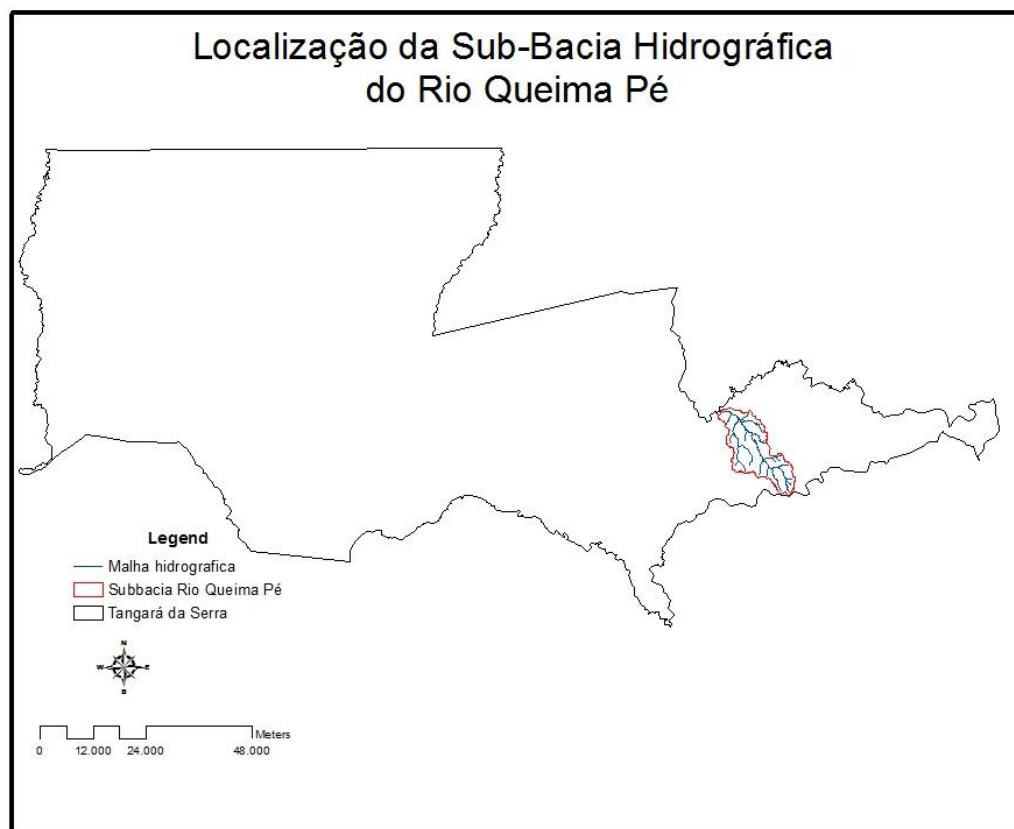 Localização da Sub-Bacia Hidrográfica
do Rio Queima Pé
Legend
Malha hidrografica
Subbacia Rio Queima Pé
Tangará da Serra
N
W E
S
Meters
0 12.000 24.000 48.000